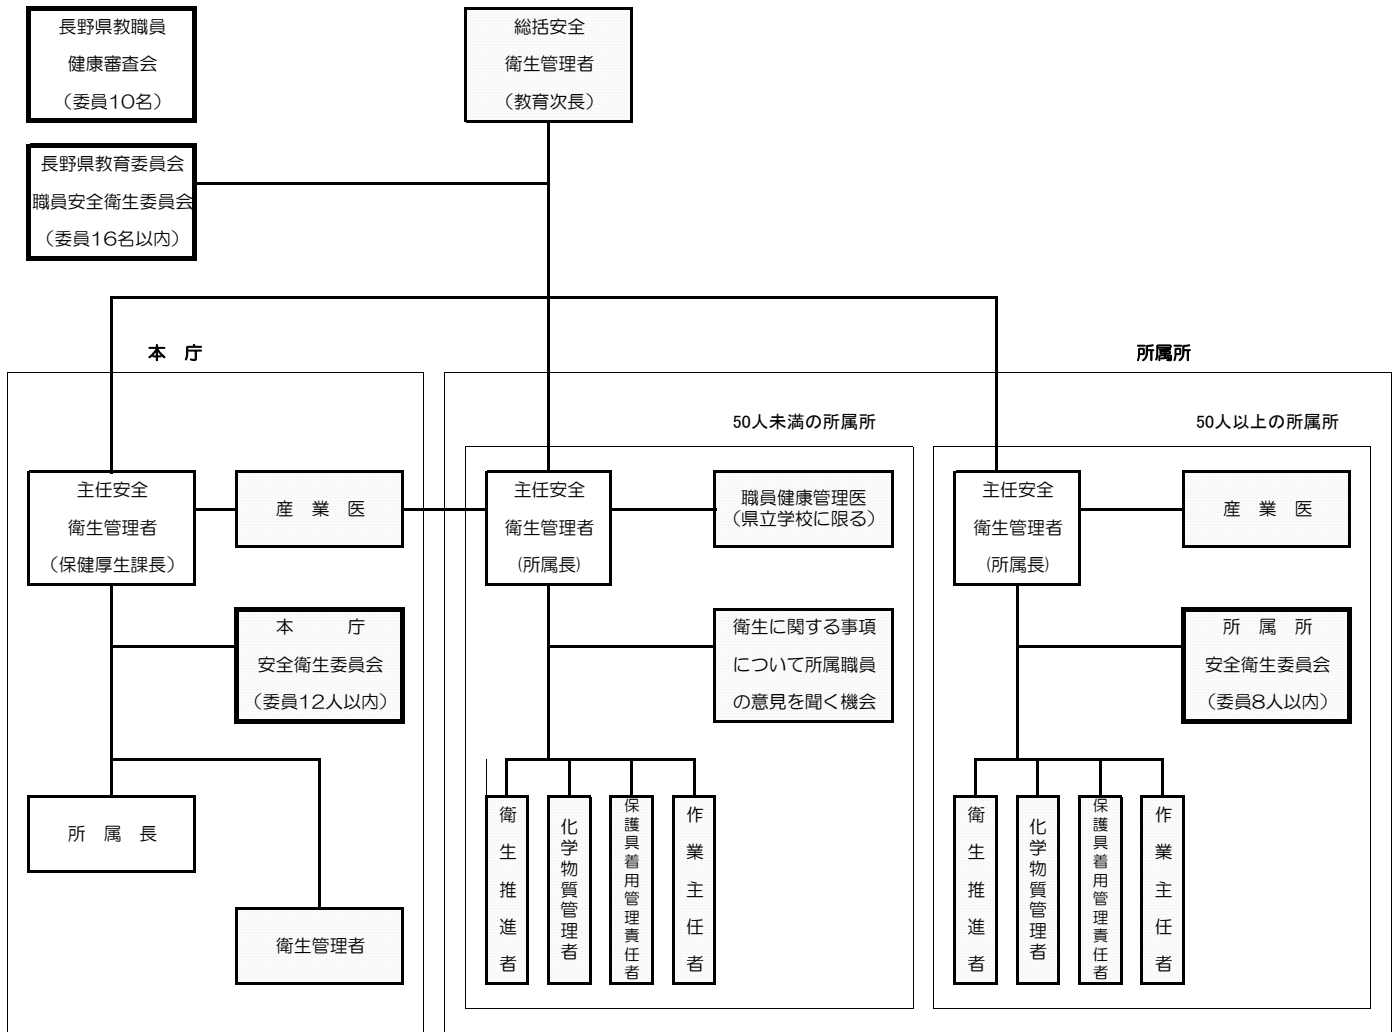 長野県教職員
健康審査会
（委員10名）
総括安全
衛生管理者
（教育次長）
長野県教育委員会
職員安全衛生委員会
（委員16名以内）
本　庁
所属所
50人未満の所属所
50人以上の所属所
主任安全
衛生管理者
（保健厚生課長）
産　業　医
主任安全
衛生管理者
(所属長)
職員健康管理医
（県立学校に限る）
主任安全
衛生管理者
(所属長)
産　業　医
本　　　庁
安全衛生委員会
（委員12人以内）
衛生に関する事項
について所属職員
の意見を聞く機会
所　属　所
安全衛生委員会
（委員8人以内）
所　属　長
衛生管理者
衛生推進者
化学物質管理者
保護具着用管理責任者
作業主任者
衛生推進者
化学物質管理者
保護具着用管理責任者
作業主任者